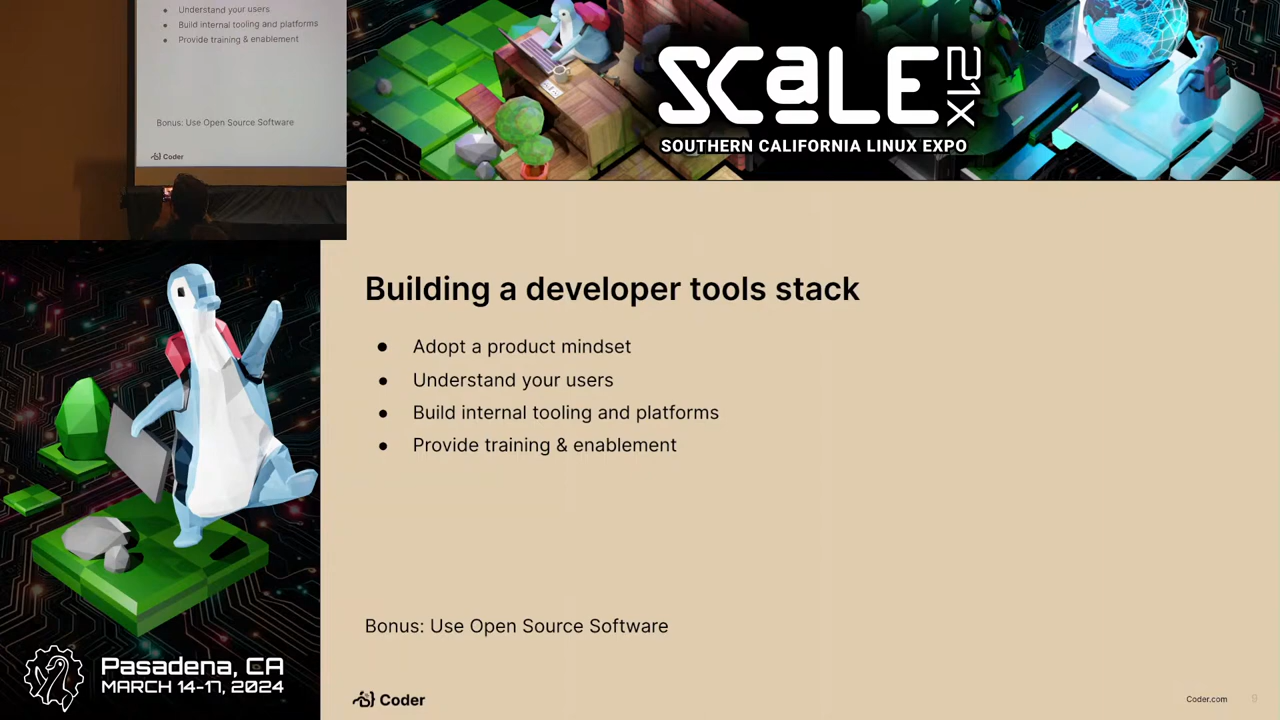 Understand your users
Build internal tooling and platforms
Provide training & enablement
Bonus: Use Open Source Software
Coder
SCaLE 21X
SOUTHERN CALIFORNIA LINUX EXPO
Building a developer tools stack
Adopt a product mindset
Understand your users
Build internal tooling and platforms
Provide training & enablement
Bonus: Use Open Source Software
Coder
Coder.com
9
Pasadena, CA
MARCH 14-17, 2024